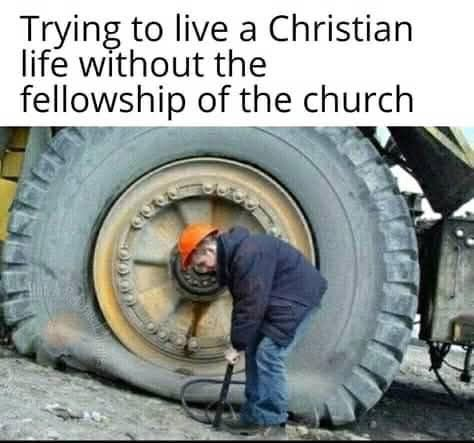 Trying to live a Christian
life without the
fellowship of the church